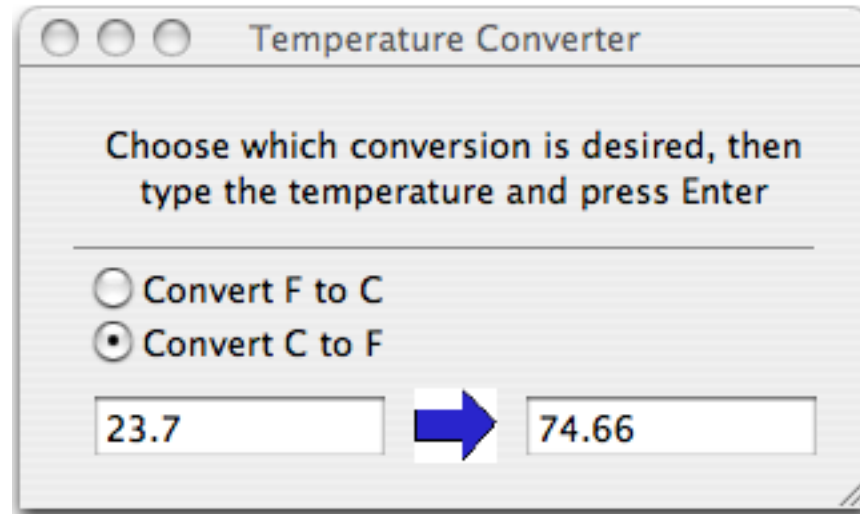 Temperature Converter
Choose which conversion is desired, then
type the temperature and press Enter
Convert F to C
Convert C to F
23.7 74.66